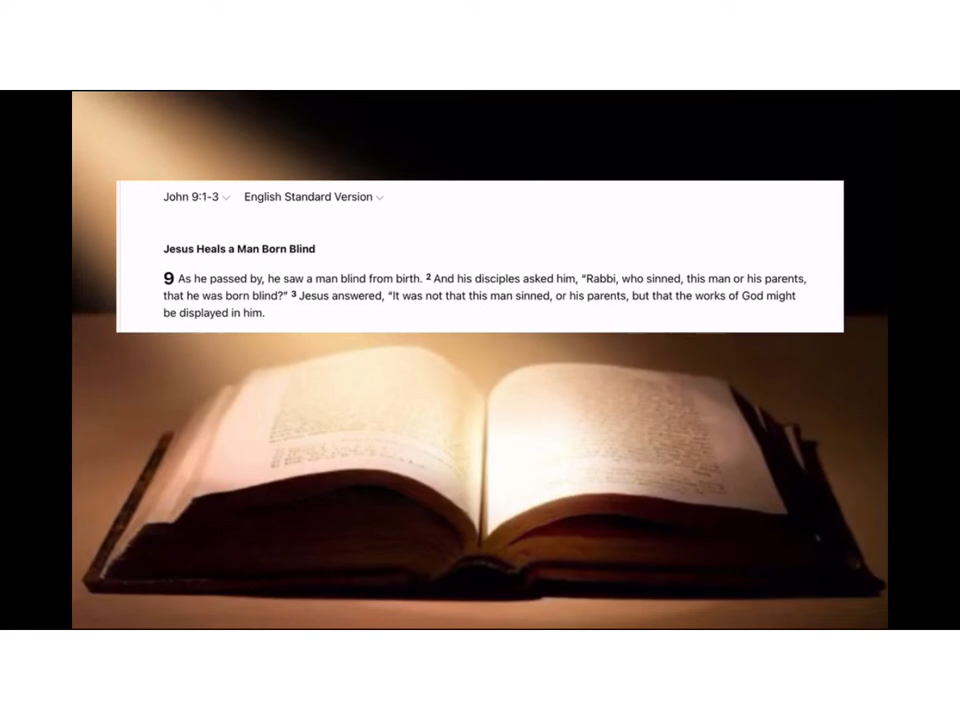 John 9:1-3 English Standard Version
Jesus Heals a Man Born Blind
9 As he passed by, he saw a man blind from birth. 2 And his disciples asked him, “Rabbi, who sinned, this man or his parents,
that he was born blind?” 3 Jesus answered, “It was not that this man sinned, or his parents, but that the works of God might
be displayed in him.